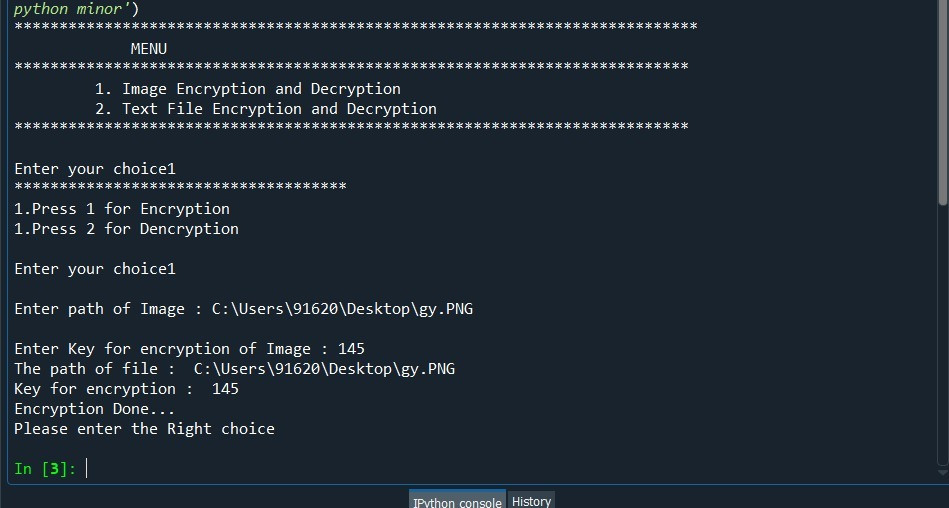 python minor')
****************************************************************************
MENU
***************************************************************************
1. Image Encryption and Decryption
2. Text File Encryption and Decryption
***************************************************************************
Enter your choice1
*************************************
1.Press 1 for Encryption
1.Press 2 for Dencryption
Enter your choice1
Enter path of Image : C:\Users\91620\Desktop\gy.PNG
Enter Key for encryption of Image : 145
The path of file :  C:\Users\91620\Desktop\gy.PNG
Key for encryption :  145
Encryption Done...
Please enter the Right choice
In [3]:
IPython console History